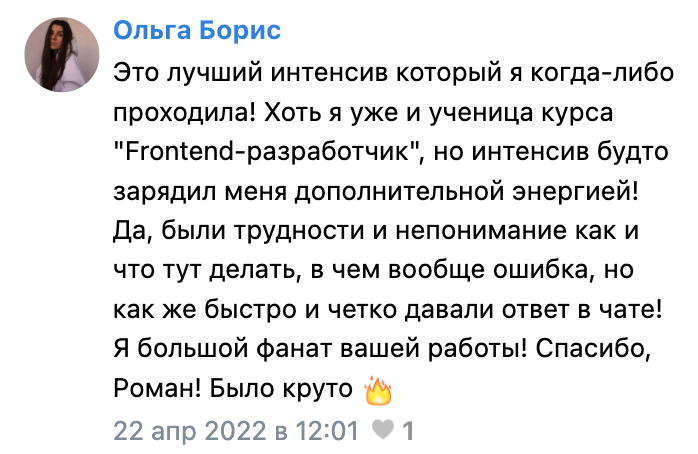 Ольга Борис
Это лучший интенсив который я когда-либо
проходила! Хоть я уже и ученица курса
"Frontend-разработчик", но интенсив будто
зарядил меня дополнительной энергией!
Да, были трудности и непонимание как и
что тут делать, в чем вообще ошибка, но
как же быстро и четко давали ответ в чате!
Я большой фанат вашей работы! Спасибо,
Роман! Было круто 🔥
22 апр 2022 в 12:01 1